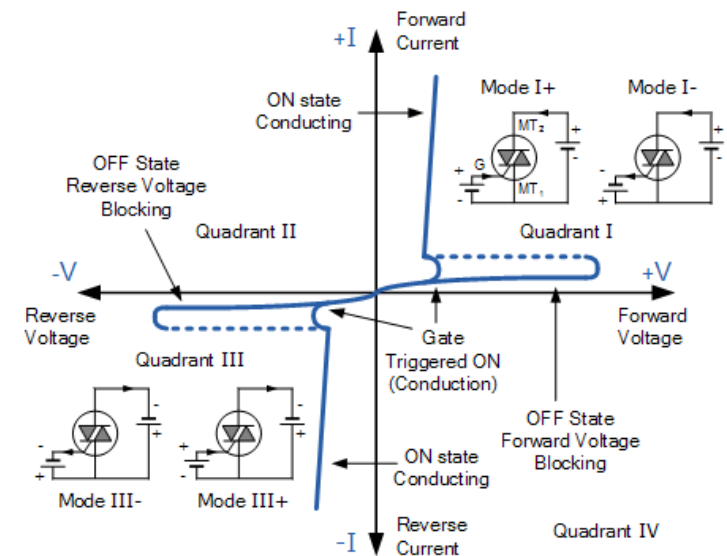 +I
Forward
Current
ON state
Conducting
Mode I+
Mode I-
MT₂
+
-
+
-
G
+
-
MT₁
-
+
OFF State
Reverse Voltage
Blocking
Quadrant II
Quadrant I
-V
+V
Reverse
Voltage
Forward
Voltage
Gate
Triggered ON
(Conduction)
Quadrant III
-
+
-
+
-
+
+
-
Mode III-
Mode III+
OFF State
Forward Voltage
Blocking
ON state
Conducting
-I
Reverse
Current
Quadrant IV